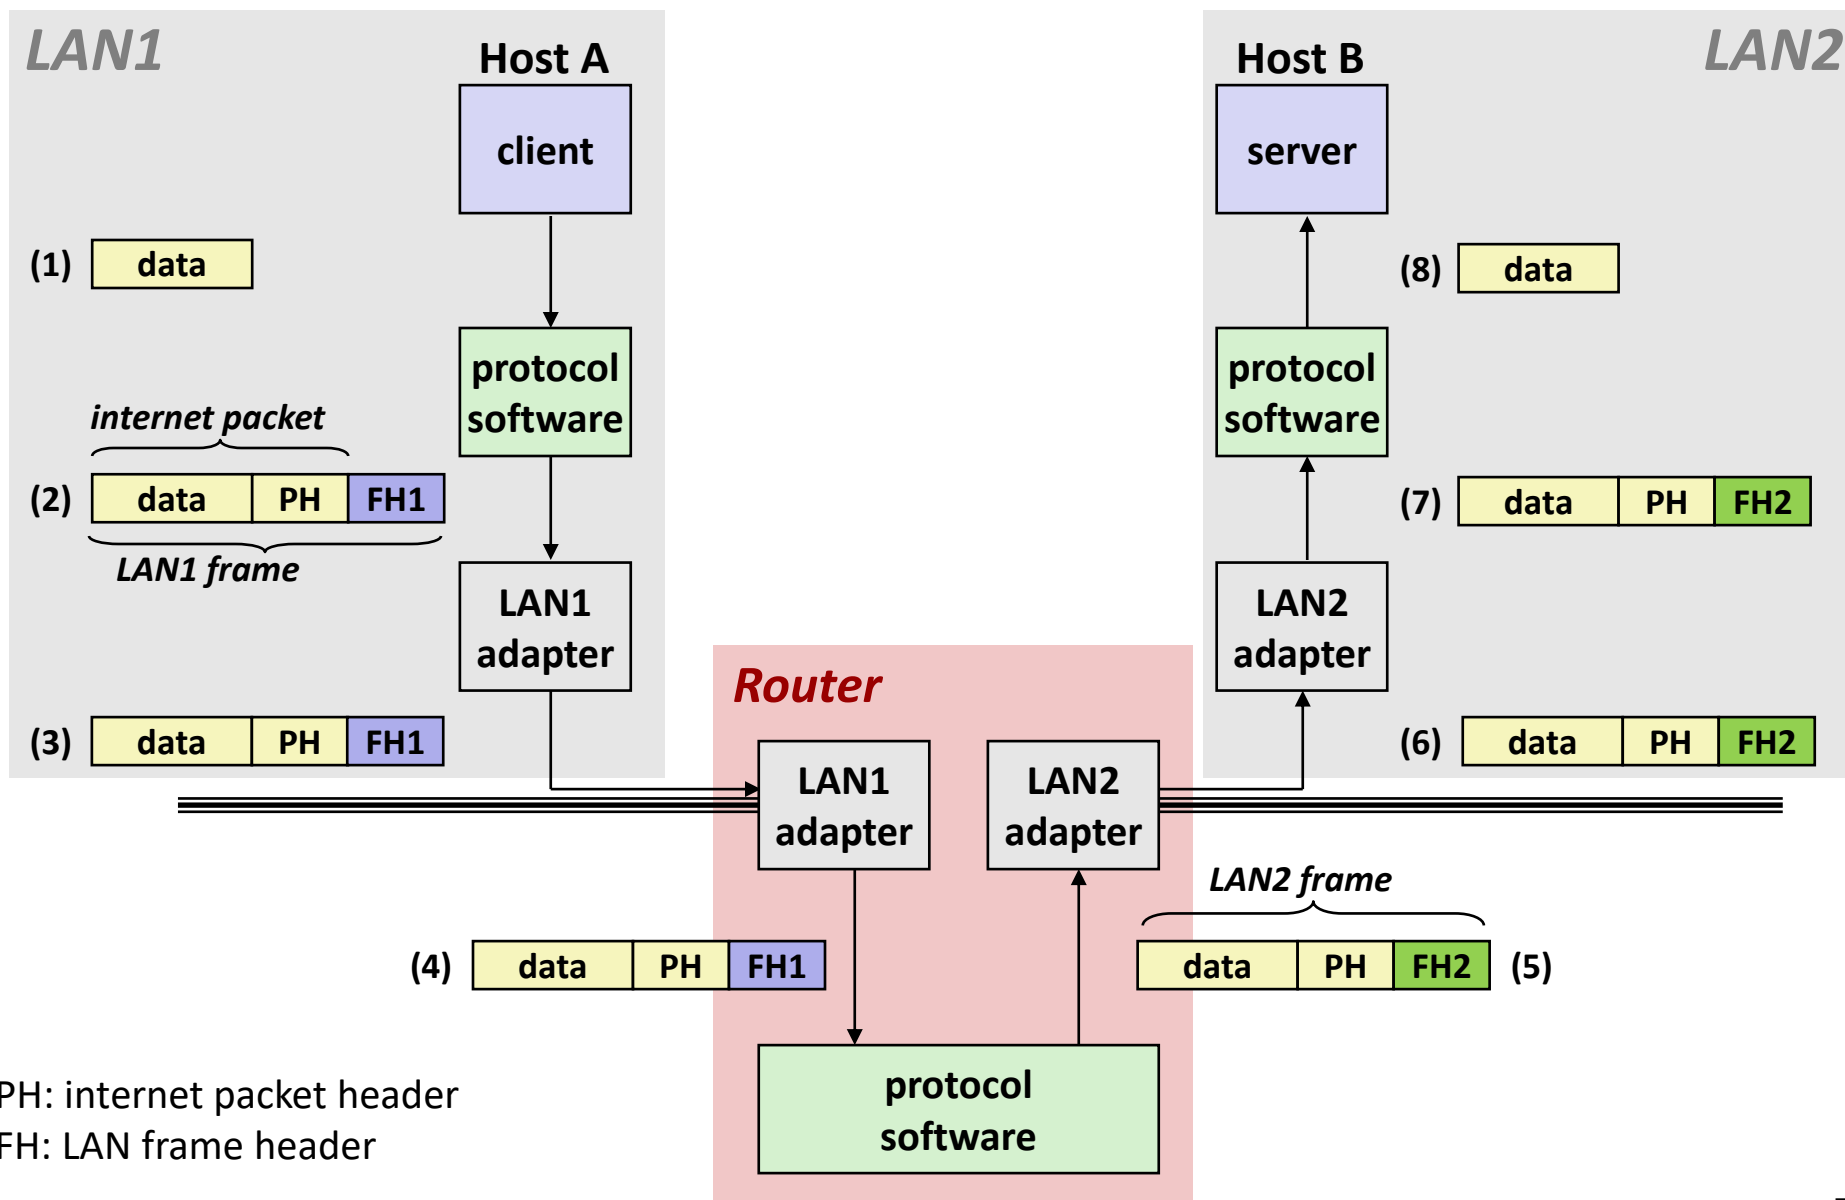 LAN1
Host A
client
(1) data
protocol
software
internet packet
(2) data PH FH1
LAN1 frame
LAN1
adapter
(3) data PH FH1
Host B
LAN2
server
(8) data
protocol
software
(7) data PH FH2
LAN2
adapter
(6) data PH FH2
Router
LAN1
adapter
LAN2
adapter
LAN2 frame
(4) data PH FH1
data PH FH2 (5)
protocol
software
PH: internet packet header
FH: LAN frame header